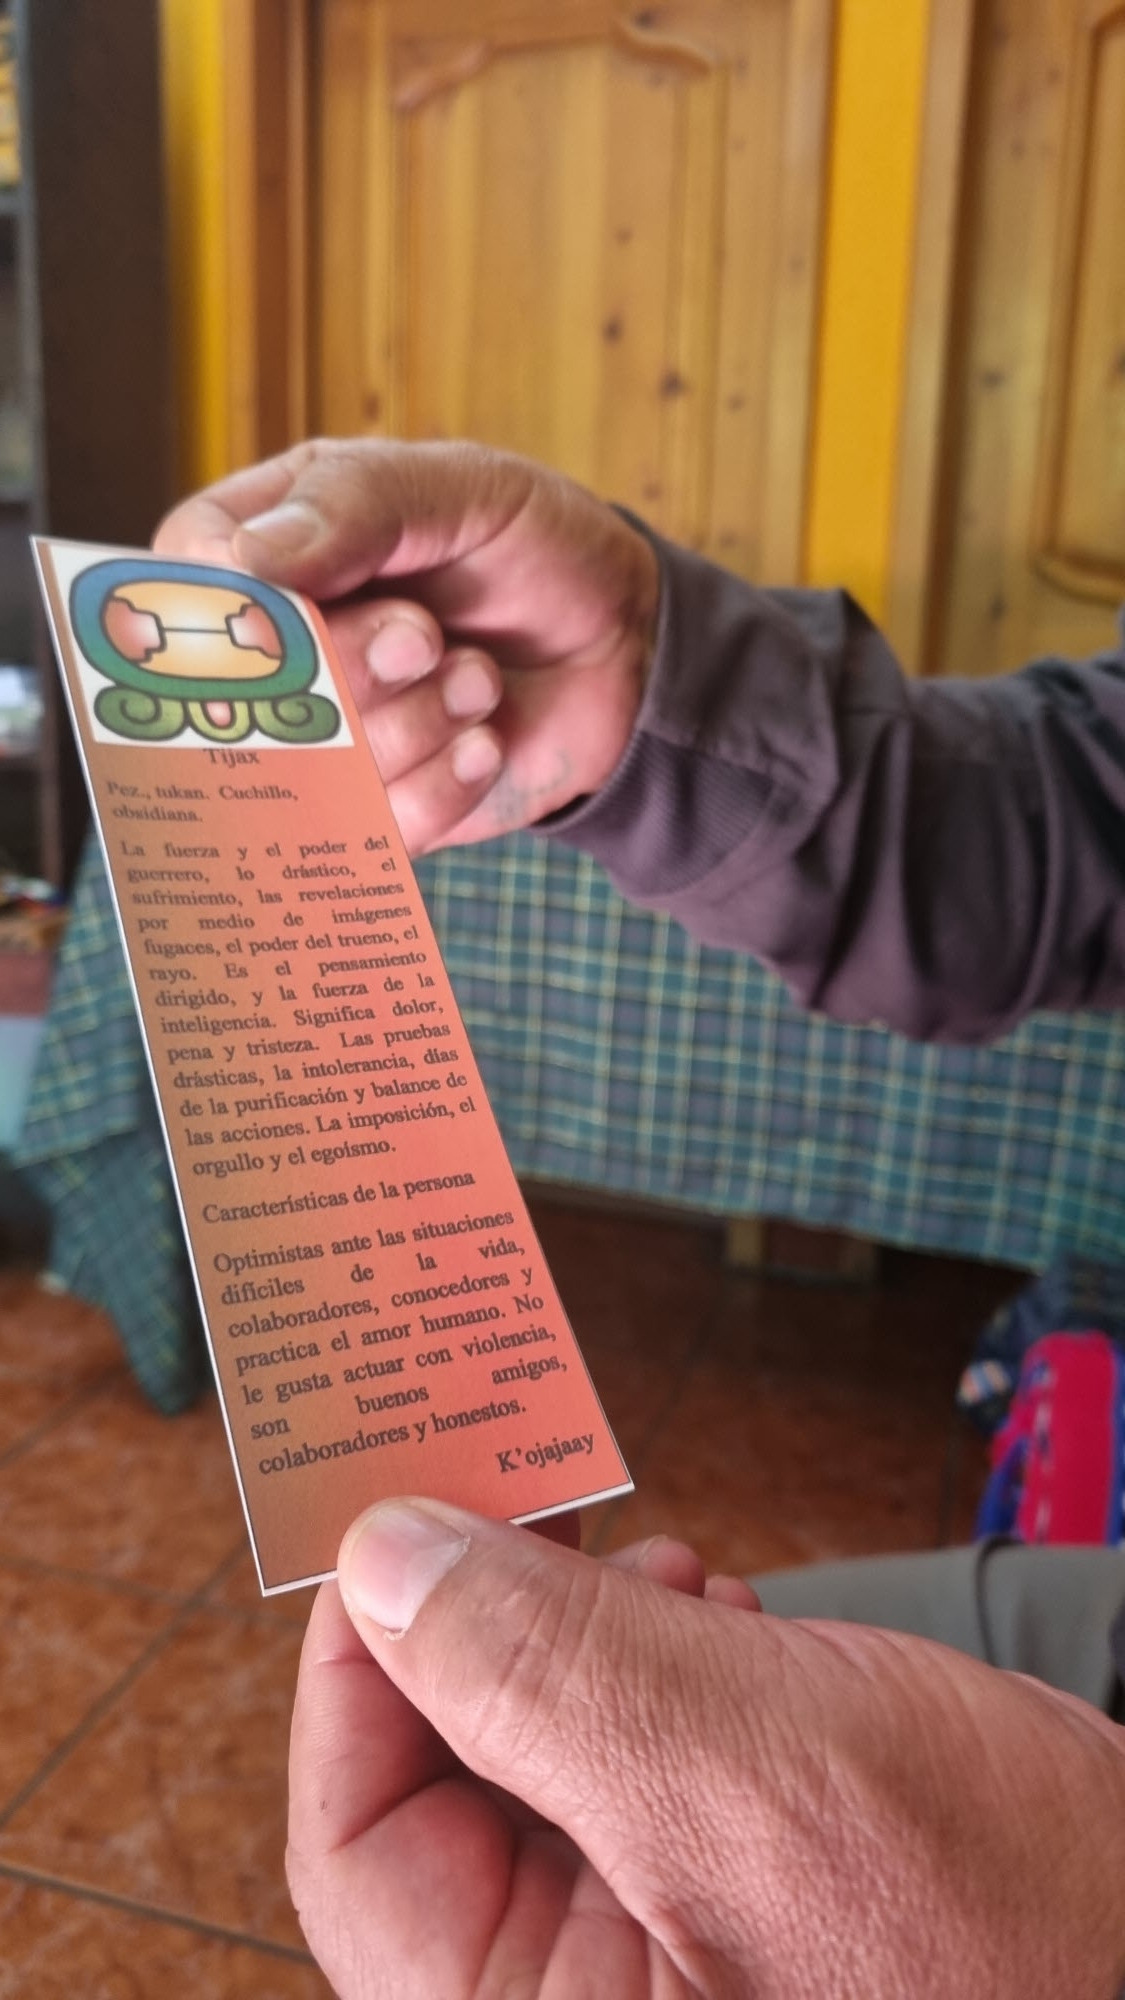 Tijax
Pez., tukan. Cuchillo,
obsidiana.
La fuerza y el poder del
guerrero, lo drástico, el
sufrimiento, las revelaciones
por medio de imágenes
fugaces, el poder del trueno, el
rayo. Es el pensamiento
dirigido, y la fuerza de la
inteligencia. Significa dolor,
pena y tristeza. Las pruebas
drásticas, la intolerancia, días
de la purificación y balance de
las acciones. La imposición, el
orgullo y el egoísmo.
Características de la persona
Optimistas ante las situaciones
difíciles de la vida,
colaboradores, conocedores y
practica el amor humano. No
le gusta actuar con violencia,
son buenos amigos,
colaboradores y honestos.
K'ojajaay